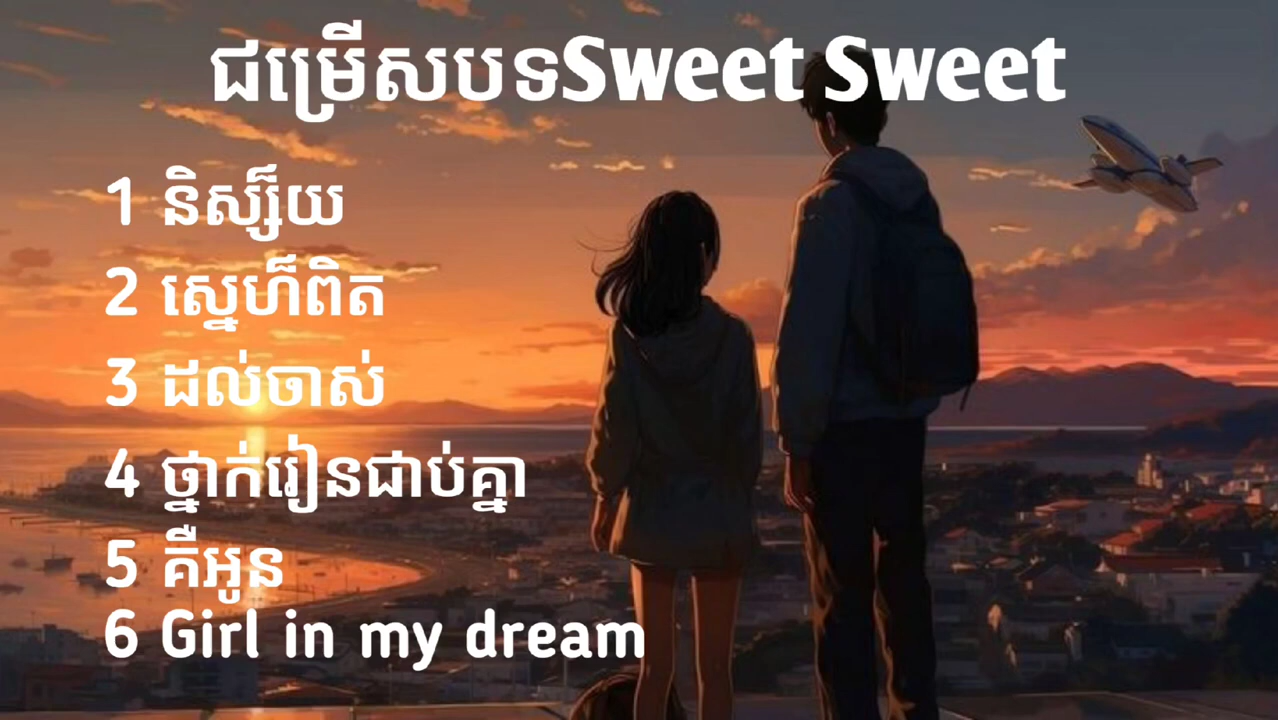 ជម្រើសបទSweet Sweet
1 និស្ស៏យ
2 ស្នេហ៏ពិត
3 ដល់ចាស់
4 ថ្នាក់រៀនជាប់គ្នា
5 គឺអូន
6 Girl in my dream